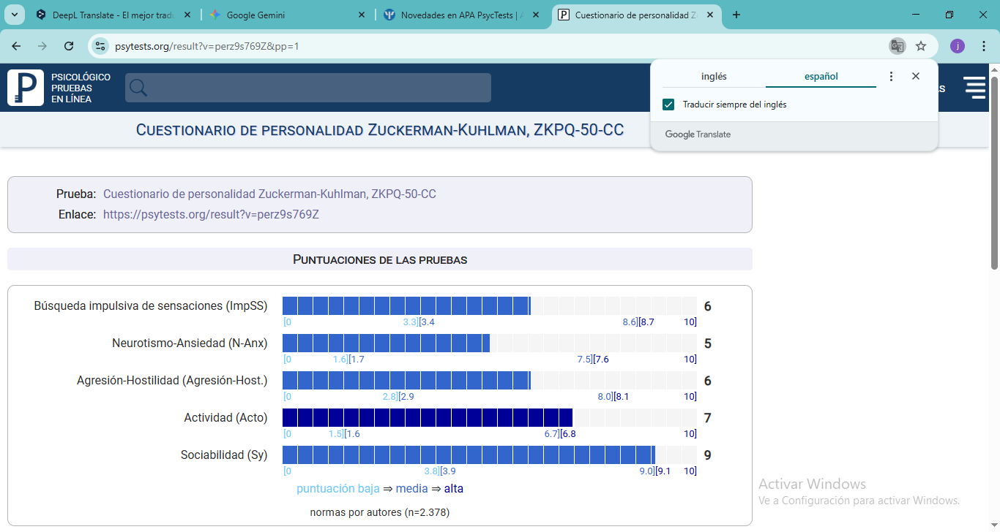 DeepL Translate - El mejor tradu
Google Gemini
Novedades en APA PsycTests | A
Cuestionario de personalidad Z
psytests.org/result?v=perz9s769Z&pp=1
j
inglés
español
Traducir siempre del inglés
Google Translate
P
PSICOLÓGICO
PRUEBAS
EN LÍNEA
AS
Cuestionario de personalidad Zuckerman-Kuhlman, ZKPQ-50-CC
Prueba: Cuestionario de personalidad Zuckerman-Kuhlman, ZKPQ-50-CC
Enlace: https://psytests.org/result?v=perz9s769Z
Puntuaciones de las pruebas
Búsqueda impulsiva de sensaciones (ImpSS) 6
[0 3.3][3.4 8.6][8.7 10]
Neurotismo-Ansiedad (N-Anx) 5
[0 1.6][1.7 7.5][7.6 10]
Agresión-Hostilidad (Agresión-Host.) 6
[0 2.8][2.9 8.0][8.1 10]
Actividad (Acto) 7
[0 1.5][1.6 6.7][6.8 10]
Sociabilidad (Sy) 9
[0 3.8][3.9 9.0][9.1 10]
puntuación baja ⇒ media ⇒ alta
normas por autores (n=2.378)
Activar Windows
Ve a Configuración para activar Windows.